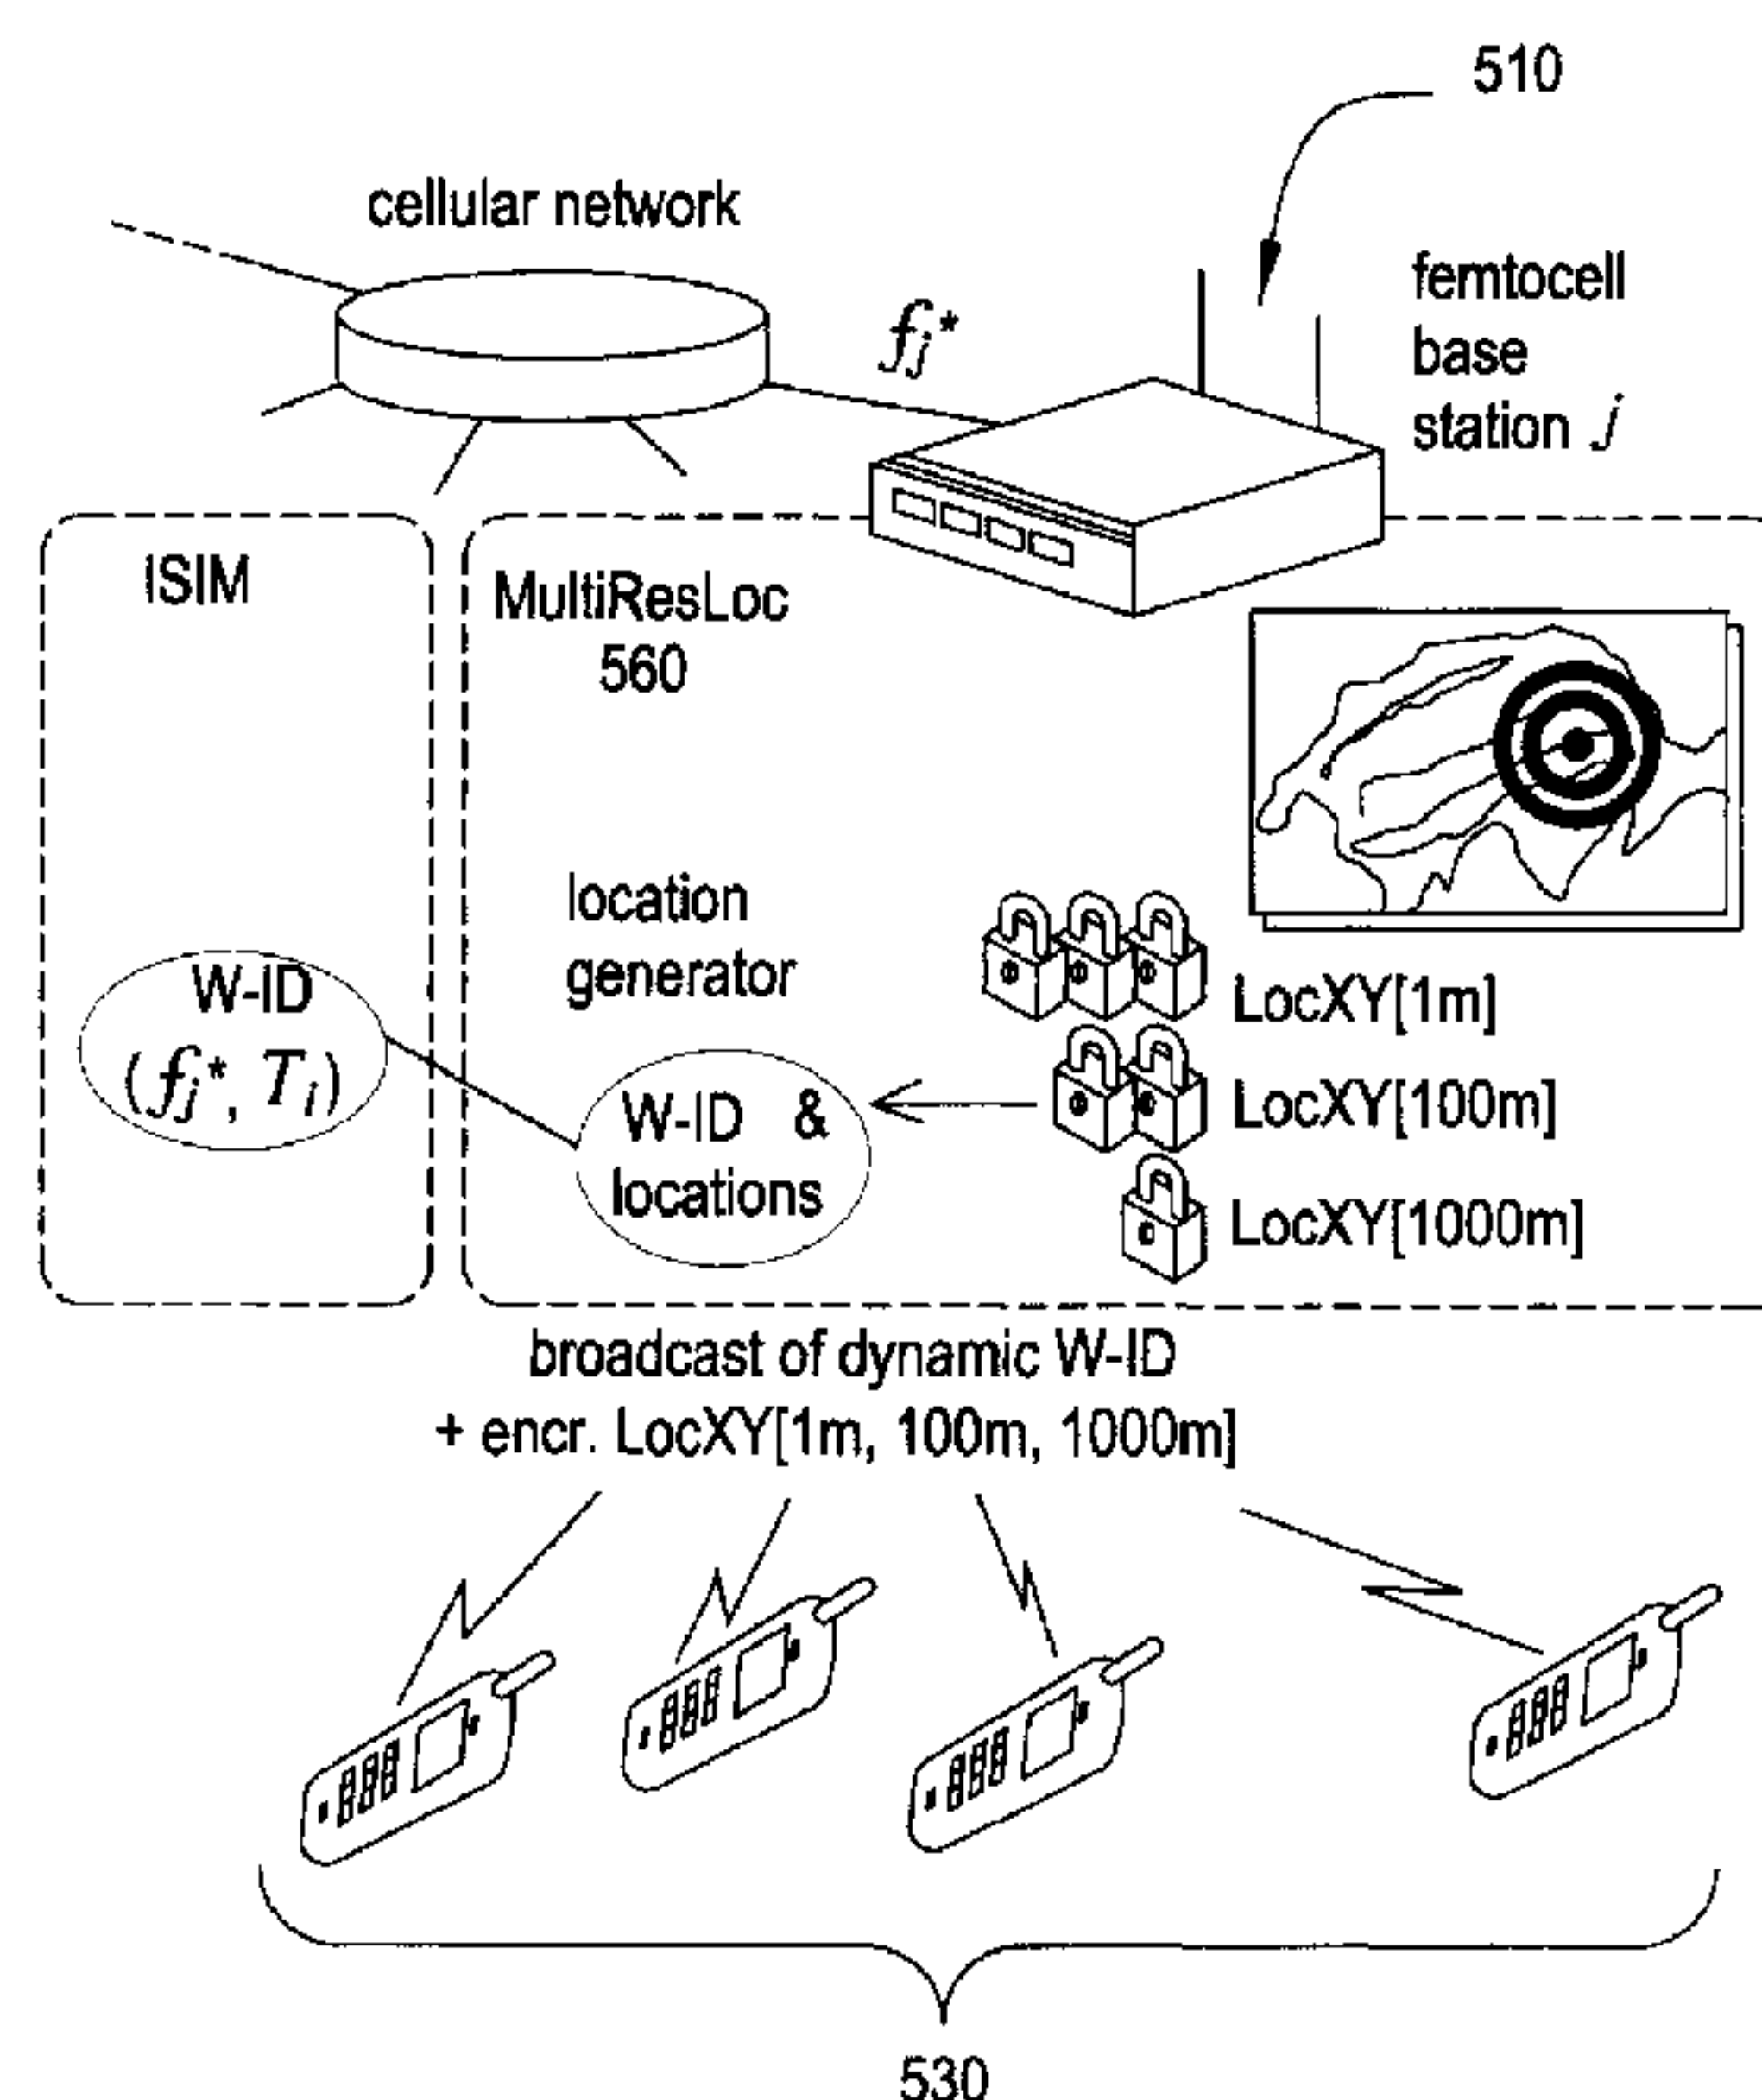 510
cellular network
fj*
femtocell
base
station j
ISIM
MultiResLoc
560
location
generator
LocXY[1m]
W-ID
(fj*, Ti)
W-ID &
locations
LocXY[100m]
LocXY[1000m]
broadcast of dynamic W-ID
+ encr. LocXY[1m, 100m, 1000m]
530